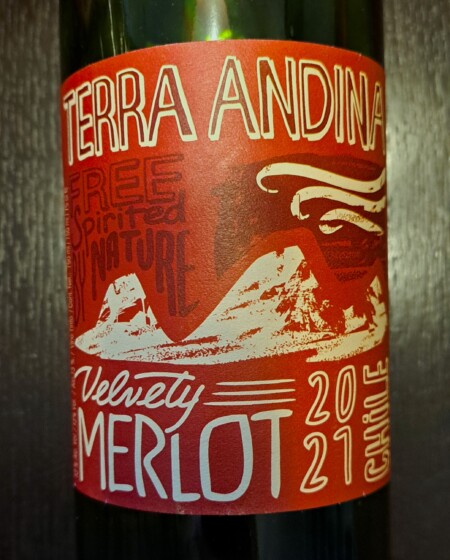 TERRA ANDINA
FREE
Spirited
BY NATURE
Velvety
MERLOT
20
21
CHiLE